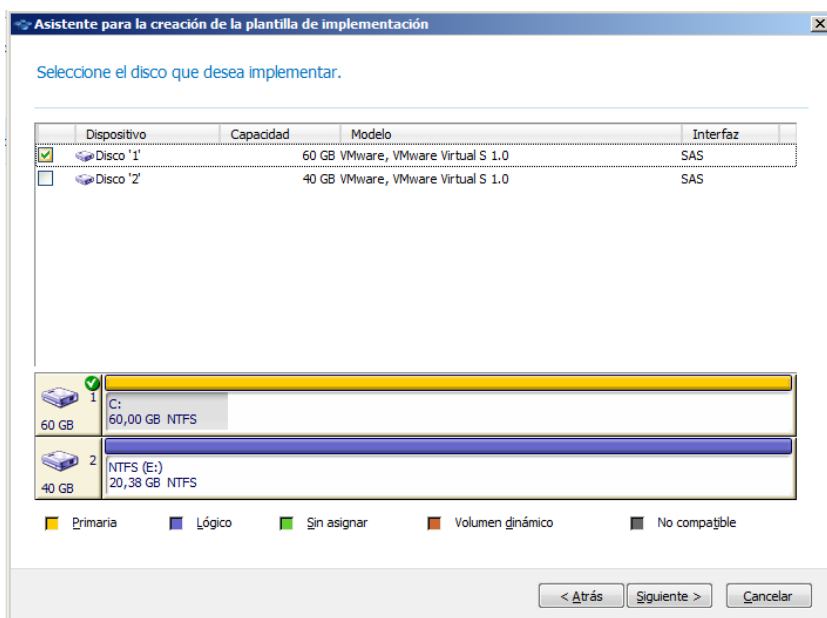 Asistente para la creación de la plantilla de implementación
Seleccione el disco que desea implementar.
Dispositivo Capacidad Modelo Interfaz
Disco '1' 60 GB VMware, VMware Virtual S 1.0 SAS
Disco '2' 40 GB VMware, VMware Virtual S 1.0 SAS
1 C:
60 GB 60,00 GB NTFS
2 NTFS (E:)
40 GB 20,38 GB NTFS
Primaria Lógico Sin asignar Volumen dinámico No compatible
< Atrás Siguiente > Cancelar